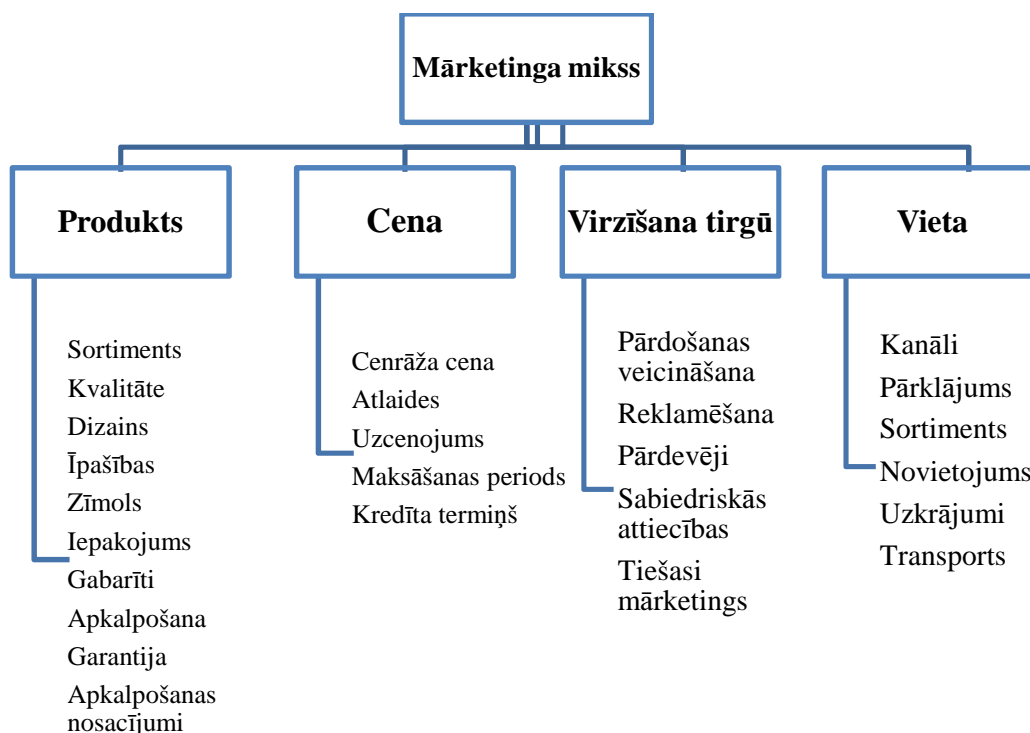 Mārketinga mikss
Produkts
Sortiments
Kvalitāte
Dizains
Īpašības
Zīmols
Iepakojums
Gabarīti
Apkalpošana
Garantija
Apkalpošanas
nosacījumi
Cena
Cenrāža cena
Atlaides
Uzcenojums
Maksāšanas periods
Kredīta termiņš
Virzīšana tirgū
Pārdošanas
veicināšana
Reklamēšana
Pārdevēji
Sabiedriskās
attiecības
Tiešasi
mārketings
Vieta
Kanāli
Pārklājums
Sortiments
Novietojums
Uzkrājumi
Transports